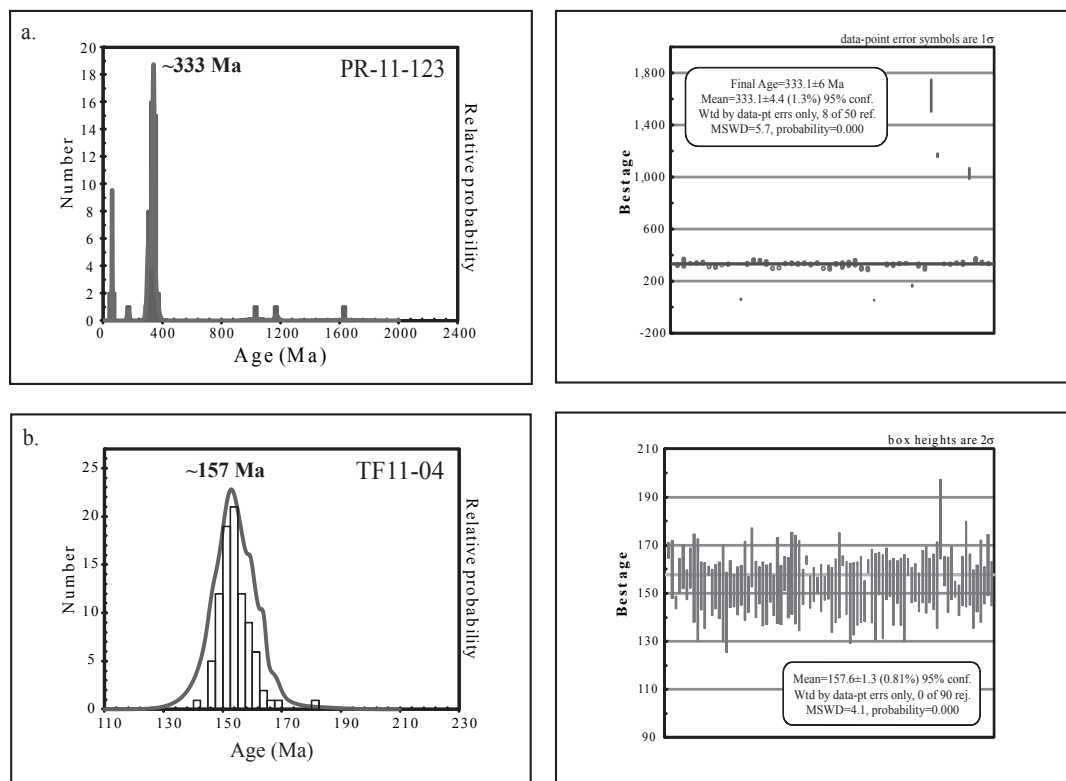 a.
~333 Ma
PR-11-123
Number
20
18
16
14
12
10
8
6
4
2
0
0 400 800 1200 1600 2000 2400
Age (Ma)
Relative probability
data-point error symbols are 1σ
Best age
1,800
1,400
1,000
600
200
-200
Final Age=333.1±6 Ma
Mean=333.1±4.4 (1.3%) 95% conf.
Wtd by data-pt errs only, 8 of 50 ref.
MSWD=5.7, probability=0.000
b.
~157 Ma
TF11-04
Number
25
20
15
10
5
0
110 130 150 170 190 210 230
Age (Ma)
Relative probability
box heights are 2σ
Best age
210
190
170
150
130
110
90
Mean=157.6±1.3 (0.81%) 95% conf.
Wtd by data-pt errs only, 0 of 90 rej.
MSWD=4.1, probability=0.000